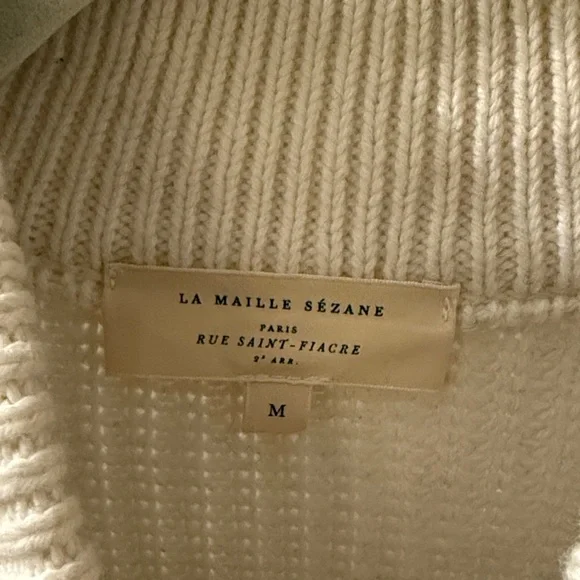 LA MAILLE SÉZANE
PARIS
RUE SAINT-FIACRE
2ᵉ ARR.
M